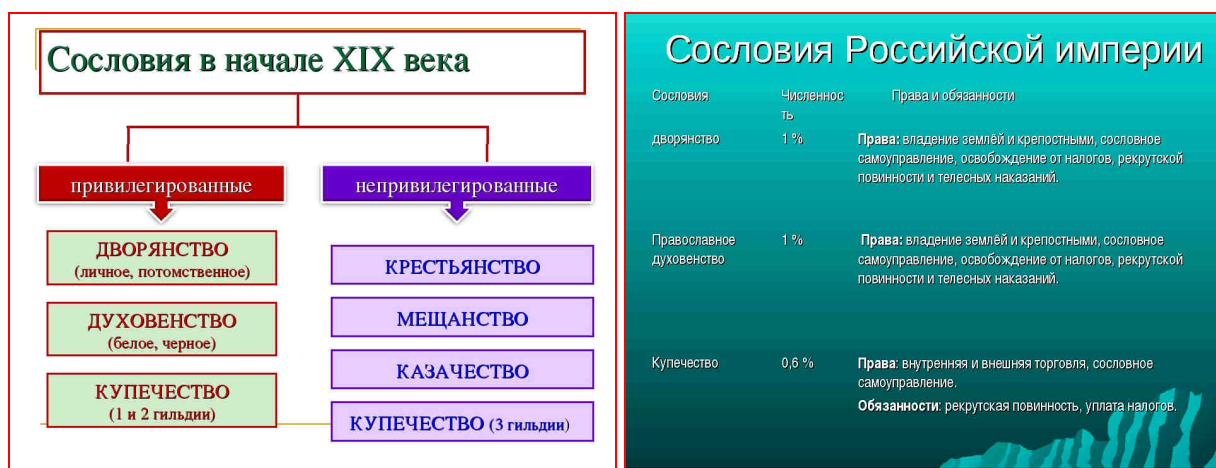 Сословия в начале XIX века
привилегированные
непривилегированные
ДВОРЯНСТВО
(личное, потомственное)
ДУХОВЕНСТВО
(белое, черное)
КУПЕЧЕСТВО
(1 и 2 гильдии)
КРЕСТЬЯНСТВО
МЕЩАНСТВО
КАЗАЧЕСТВО
КУПЕЧЕСТВО (3 гильдии)
Сословия Российской империи
Сословия
Численнос
ть
Права и обязанности
дворянство
1 %
Права: владение землёй и крепостными, сословное
самоуправление, освобождение от налогов, рекрутской
повинности и телесных наказаний.
Православное
духовенство
1 %
Права: владение землёй и крепостными, сословное
самоуправление, освобождение от налогов, рекрутской
повинности и телесных наказаний.
Купечество
0,6 %
Права: внутренняя и внешняя торговля, сословное
самоуправление.
Обязанности: рекрутская повинность, уплата налогов.